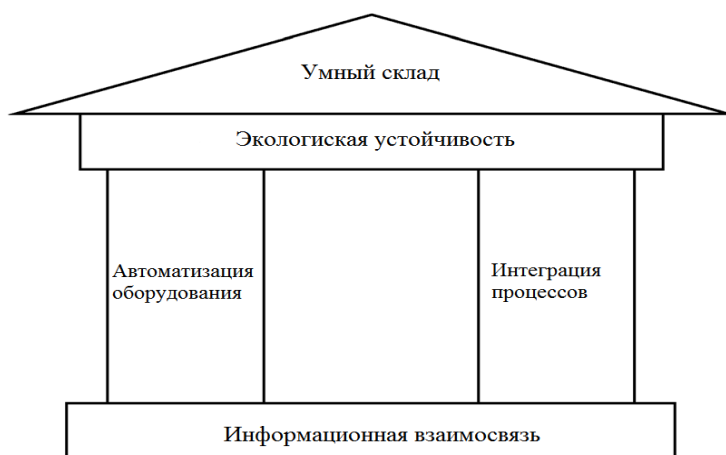 Умный склад
Экологиская устойчивость
Автоматизация
оборудования
Интеграция
процессов
Информационная взаимосвязь